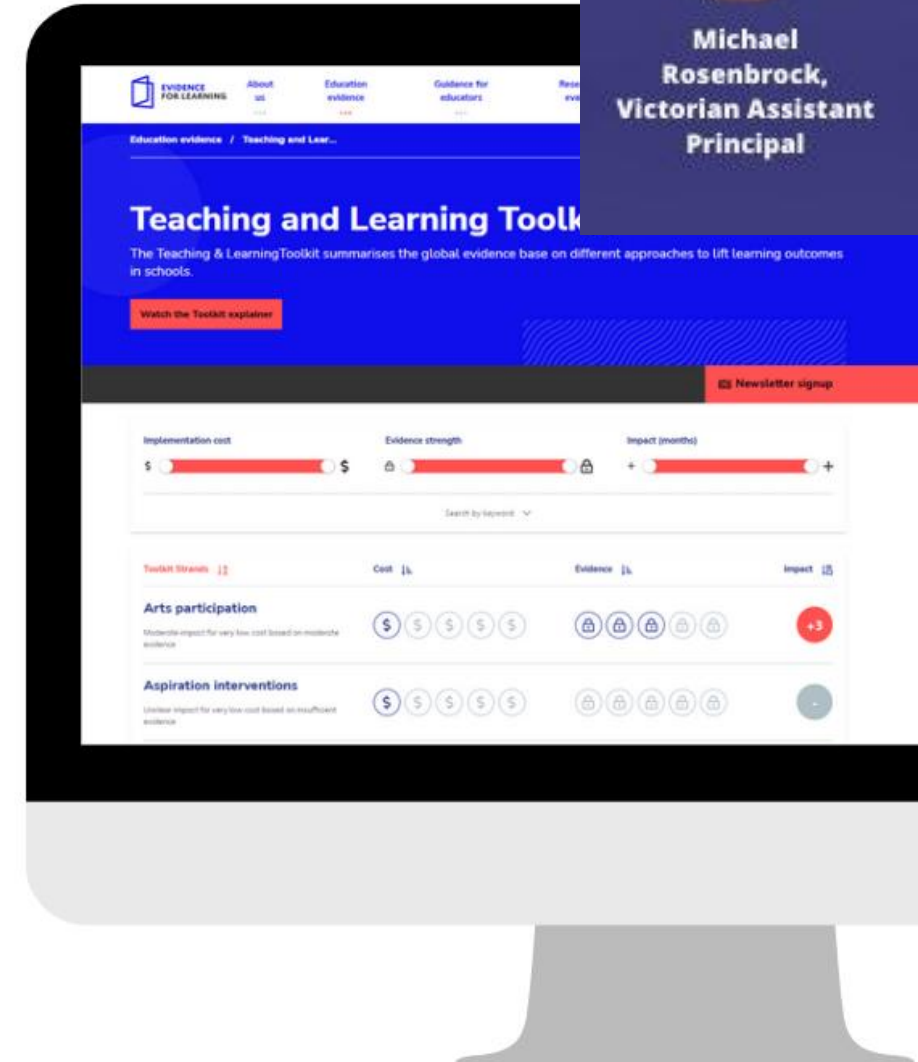 Michael
Rosenbrock,
Victorian Assistant
Principal
EVIDENCE
FOR LEARNING
About
us
Education
evidence
Guidance for
educators
Rese
eva
Education evidence / Teaching and Lear...
Teaching and Learning Toolk
The Teaching & LearningToolkit summarises the global evidence base on different approaches to lift learning outcomes
in schools.
Watch the Toolkit explainer
Newsletter signup
Implementation cost
Evidence strength
Impact (months)
$ $
+ +
Search by keyword
Toolkit Strands
Cost
Evidence
Impact
Arts participation
Moderate impact for very low cost based on moderate
evidence
$ $ $ $ $
+3
Aspiration interventions
Unclear impact for very low cost based on insufficient
evidence
$ $ $ $ $
-